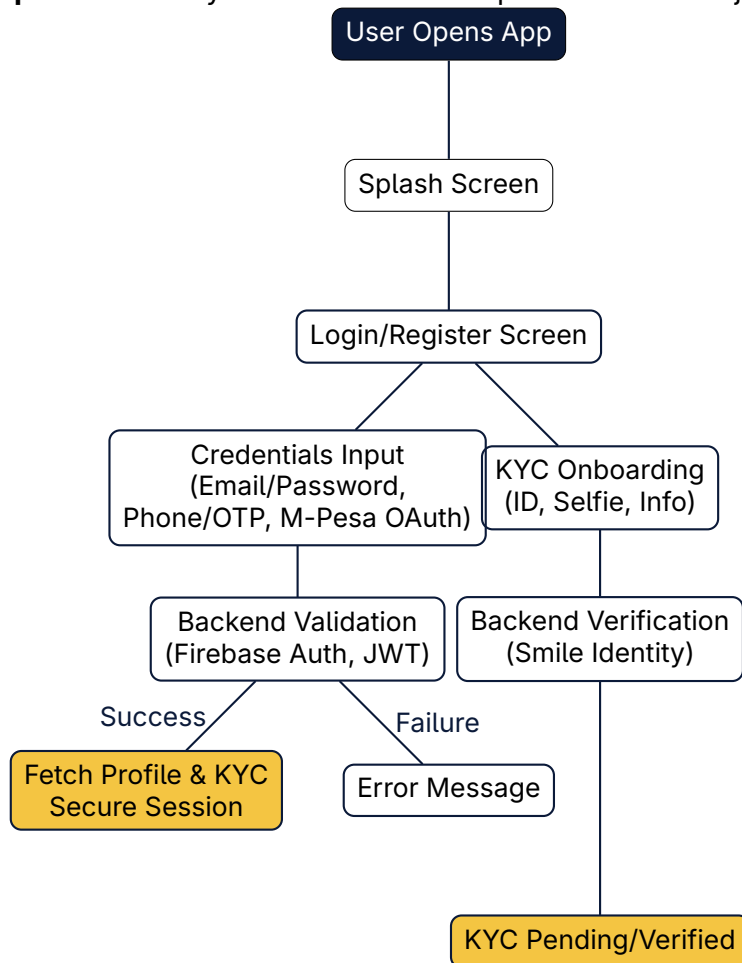 User Opens App
Splash Screen
Login/Register Screen
Credentials Input
(Email/Password,
Phone/OTP, M-Pesa OAuth)
KYC Onboarding
(ID, Selfie, Info)
Backend Validation
(Firebase Auth, JWT)
Backend Verification
(Smile Identity)
Success
Failure
Fetch Profile & KYC
Secure Session
Error Message
KYC Pending/Verified